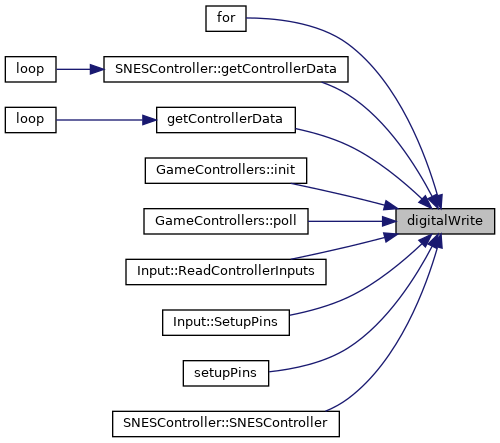 for
loop
SNESController::getControllerData
loop
getControllerData
GameControllers::init
GameControllers::poll
digitalWrite
Input::ReadControllerInputs
Input::SetupPins
setupPins
SNESController::SNESController